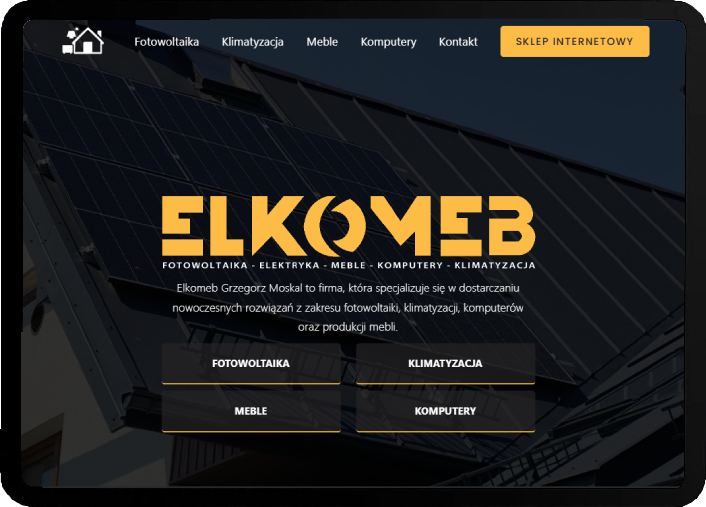 Fotowoltaika Klimatyzacja Meble Komputery Kontakt SKLEP INTERNETOWY
ELKOMEB
FOTOWOLTAIKA - ELEKTRYKA - MEBLE - KOMPUTERY - KLIMATYZACJA
Elkomeb Grzegorz Moskal to firma, która specjalizuje się w dostarczaniu
nowoczesnych rozwiązań z zakresu fotowoltaiki, klimatyzacji, komputerów
oraz produkcji mebli.
FOTOWOLTAIKA KLIMATYZACJA
MEBLE KOMPUTERY